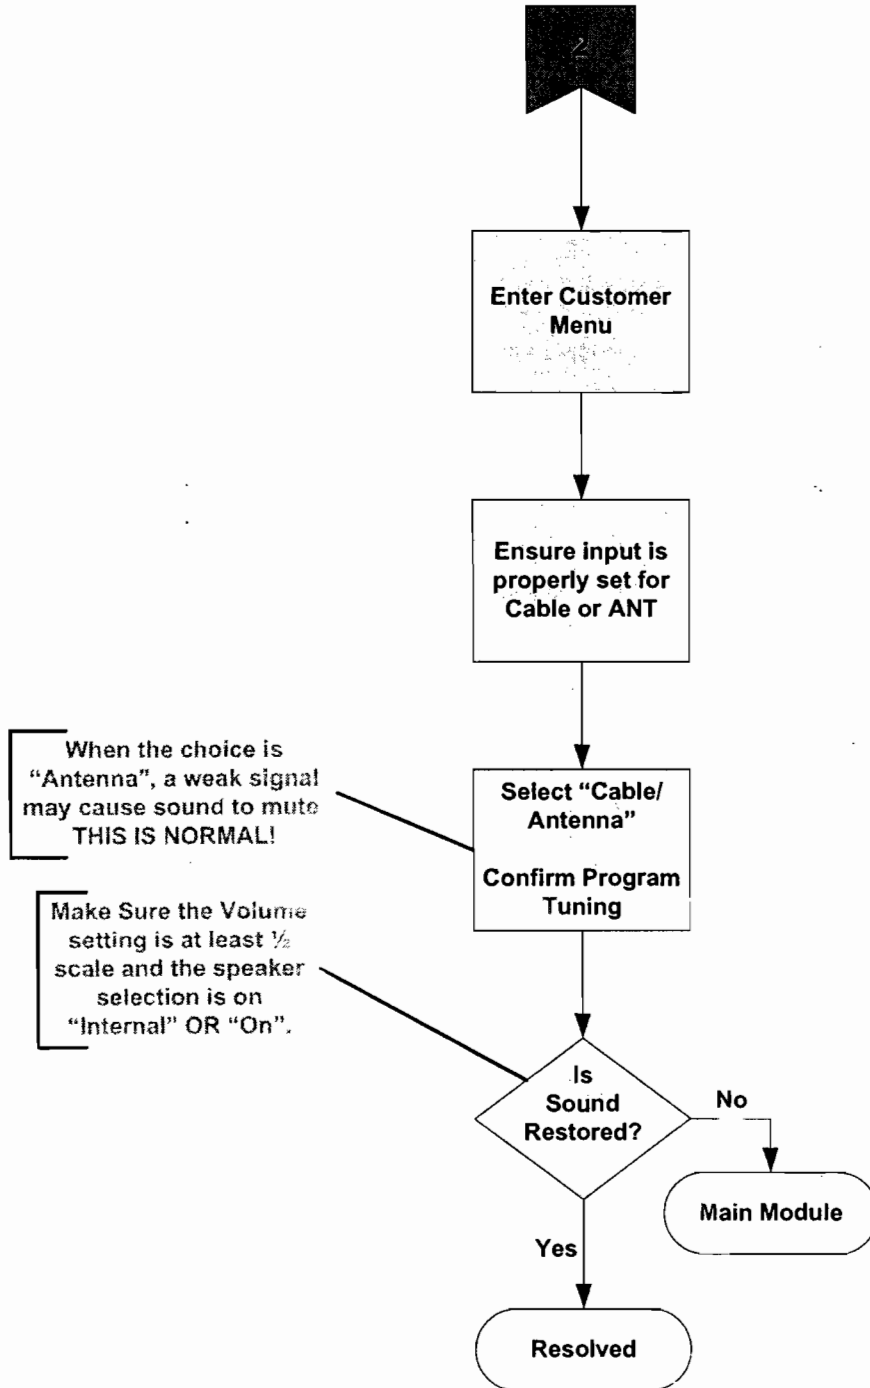 2
Enter Customer
Menu
Ensure input is
properly set for
Cable or ANT
When the choice is
“Antenna”, a weak signal
may cause sound to mute
THIS IS NORMAL!
Select “Cable/
Antenna”
Confirm Program
Tuning
Make Sure the Volume
setting is at least ½
scale and the speaker
selection is on
“Internal” OR “On”.
Is
Sound
Restored?
No
Main Module
Yes
Resolved